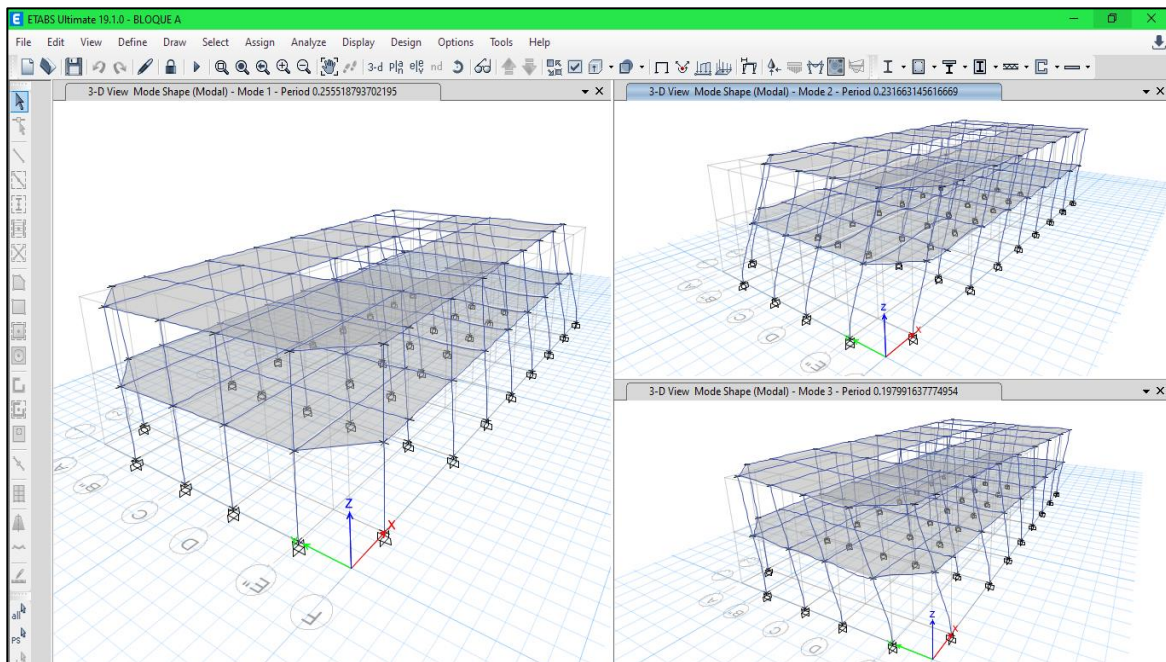 ETABS Ultimate 19.1.0 - BLOQUE A
File Edit View Define Draw Select Assign Analyze Display Design Options Tools Help
3-d pla elev nd
3-D View Mode Shape (Modal) - Mode 1 - Period 0.255518793702195
3-D View Mode Shape (Modal) - Mode 2 - Period 0.231663145616669
3-D View Mode Shape (Modal) - Mode 3 - Period 0.197991637774954
A
B"
C
D
E"
F
Z
X
A
B"
C
D
E"
Z
X
C
D
Z
X
all
PS